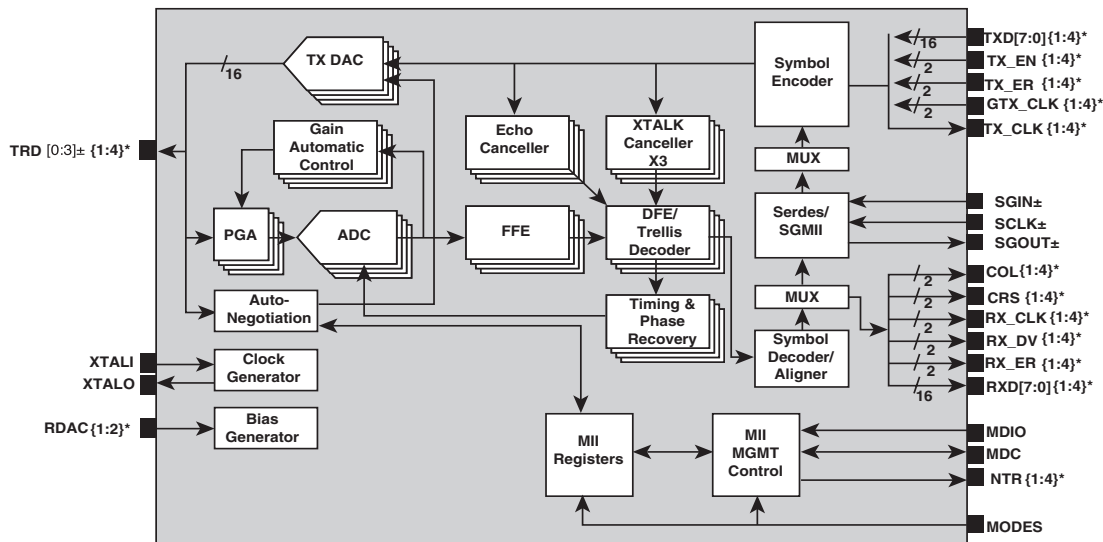 TRD [0:3]± {1:4}*
XTALI
XTALO
RDAC {1:2}*
16
TX DAC
Gain
Automatic
Control
PGA
ADC
Auto-
Negotiation
Clock
Generator
Bias
Generator
Echo
Canceller
XTALK
Canceller
X3
FFE
DFE/
Trellis
Decoder
Timing &
Phase
Recovery
MII
Registers
MII
MGMT
Control
Symbol
Encoder
MUX
Serdes/
SGMII
MUX
Symbol
Decoder/
Aligner
16
TXD[7:0] {1:4}*
2
TX_EN {1:4}*
2
TX_ER {1:4}*
2
GTX_CLK {1:4}*
TX_CLK {1:4}*
SGIN±
SCLK±
SGOUT±
2
COL{1:4}*
2
CRS {1:4}*
2
RX_CLK {1:4}*
2
RX_DV {1:4}*
2
RX_ER {1:4}*
16
RXD[7:0] {1:4}*
MDIO
MDC
NTR {1:4}*
MODES